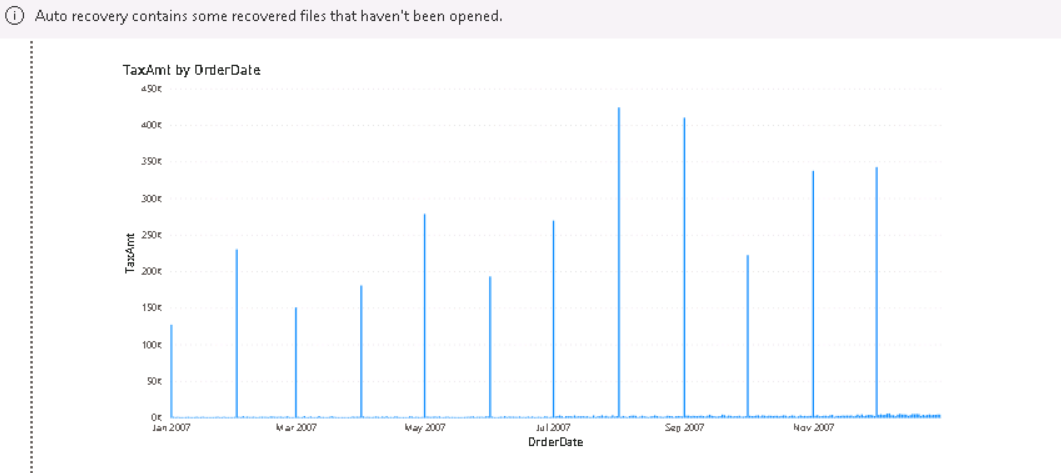 Auto recovery contains some recovered files that haven't been opened.
TaxAmt by OrderDate
450K
400K
350K
300K
250K
200K
150K
100K
50K
0K
TaxAmt
Jan 2007 Mar 2007 May 2007 Jul 2007 Sep 2007 Nov 2007
OrderDate